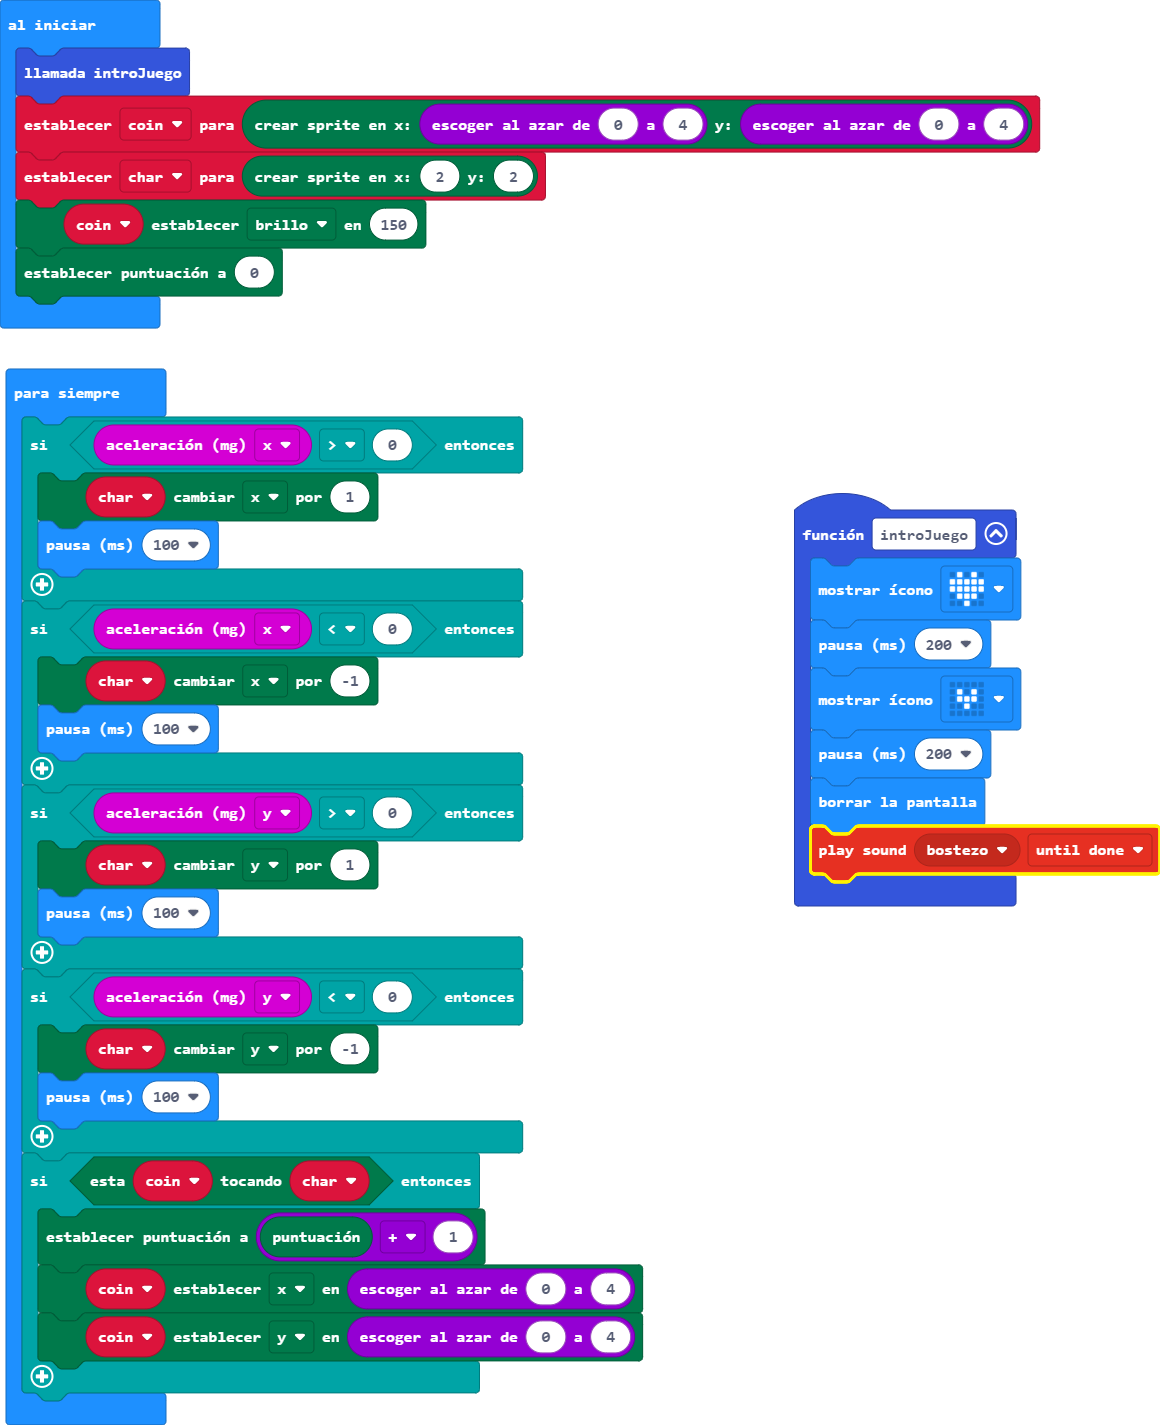 al iniciar
llamada introJuego
establecer coin para crear sprite en x: escoger al azar de 0 a 4 y: escoger al azar de 0 a 4
establecer char para crear sprite en x: 2 y: 2
coin establecer brillo en 150
establecer puntuación a 0
para siempre
si aceleración (mg) x > 0 entonces
char cambiar x por 1
pausa (ms) 100
si aceleración (mg) x < 0 entonces
char cambiar x por -1
pausa (ms) 100
si aceleración (mg) y > 0 entonces
char cambiar y por 1
pausa (ms) 100
si aceleración (mg) y < 0 entonces
char cambiar y por -1
pausa (ms) 100
si esta coin tocando char entonces
establecer puntuación a puntuación + 1
coin establecer x en escoger al azar de 0 a 4
coin establecer y en escoger al azar de 0 a 4
función introJuego
mostrar ícono
pausa (ms) 200
mostrar ícono
pausa (ms) 200
borrar la pantalla
play sound bostezo until done